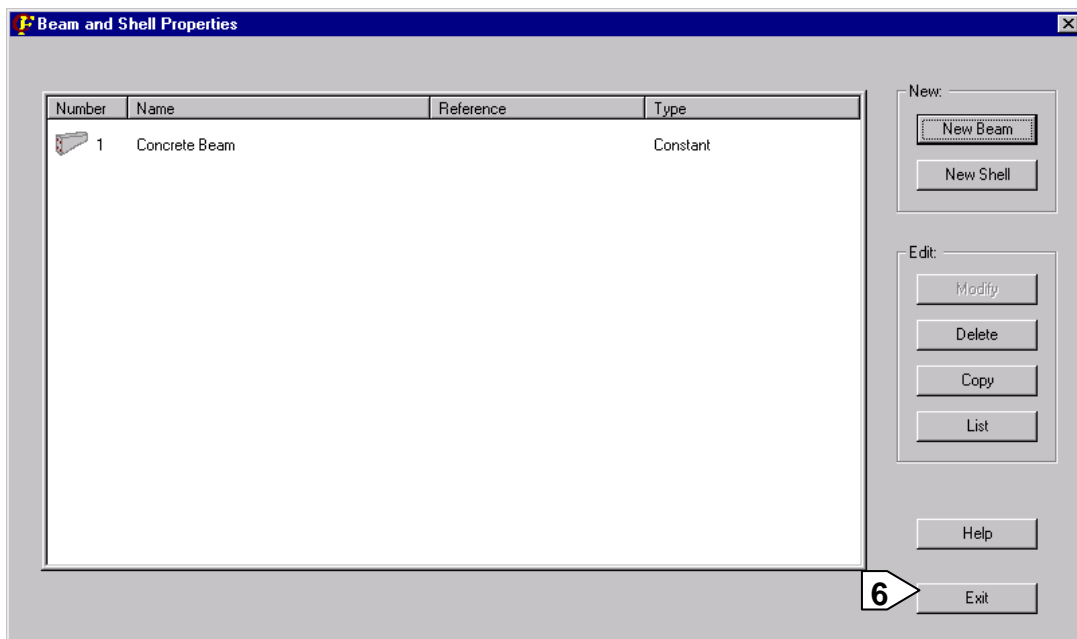 Beam and Shell Properties
Number Name Reference Type
1 Concrete Beam Constant
New:
New Beam
New Shell
Edit:
Modify
Delete
Copy
List
Help
6
Exit